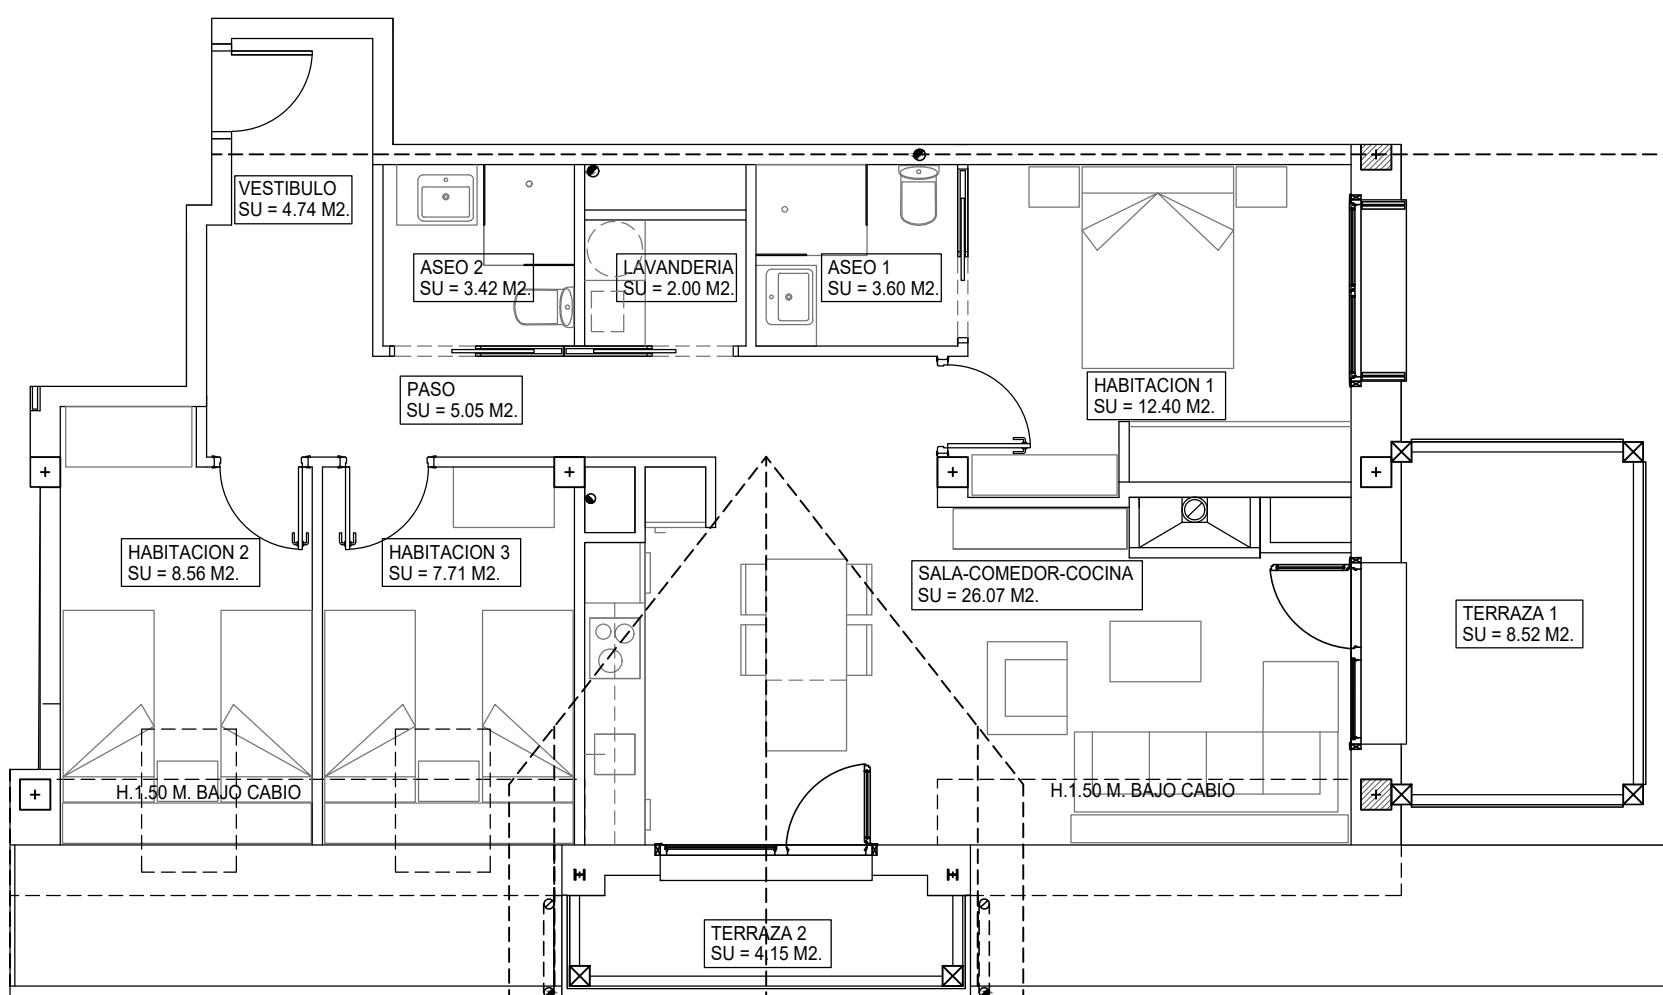 VESTIBULO
SU = 4.74 M2.
ASEO 2
SU = 3.42 M2.
LAVANDERIA
SU = 2.00 M2.
ASEO 1
SU = 3.60 M2.
PASO
SU = 5.05 M2.
HABITACION 1
SU = 12.40 M2.
HABITACION 2
SU = 8.56 M2.
HABITACION 3
SU = 7.71 M2.
SALA-COMEDOR-COCINA
SU = 26.07 M2.
TERRAZA 1
SU = 8.52 M2.
H.1.50 M. BAJO CABIO
H.1.50 M. BAJO CABIO
TERRAZA 2
SU = 4.15 M2.